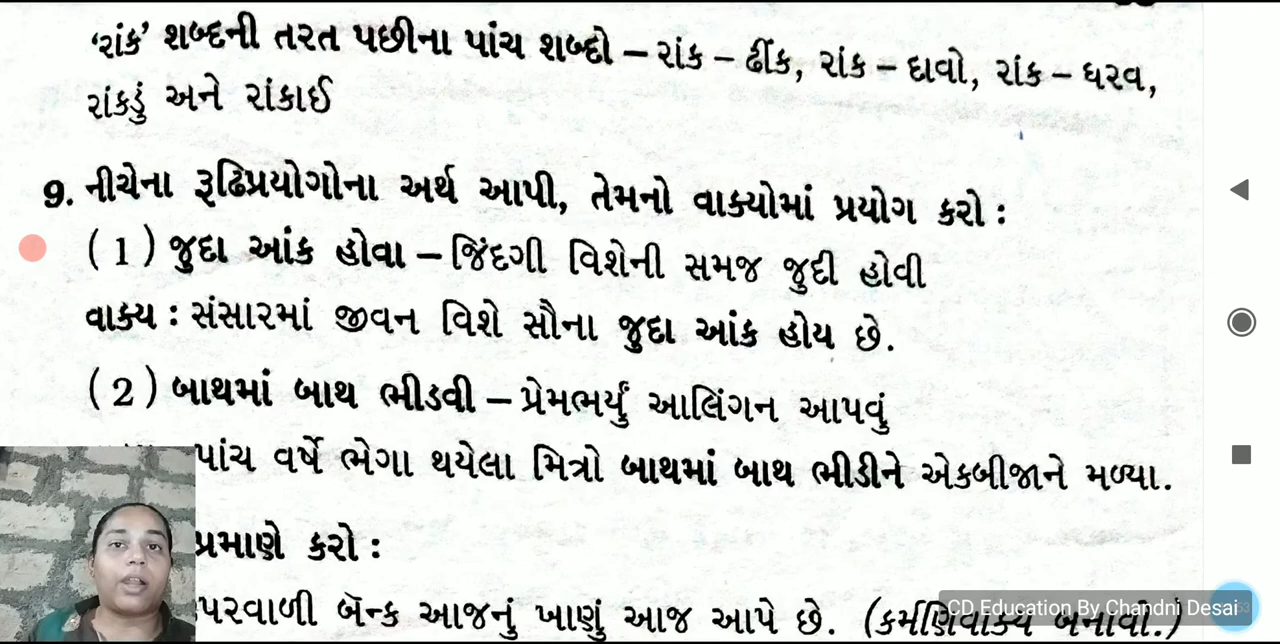 'રાંક' શબ્દની તરત પછીના પાંચ શબ્દો – રાંક – ઢીંક, રાંક – દાવો, રાંક – ધરવ,
રાંકડું અને રાંકાઈ
9. નીચેના રૂઢિપ્રયોગોના અર્થ આપી, તેમનો વાક્યોમાં પ્રયોગ કરો :
(1) જુદા આંક હોવા – જિંદગી વિશેની સમજ જુદી હોવી
વાક્ય : સંસારમાં જીવન વિશે સૌના જુદા આંક હોય છે.
(2) બાથમાં બાથ ભીડવી – પ્રેમભર્યું આલિંગન આપવું
પાંચ વર્ષે ભેગા થયેલા મિત્રો બાથમાં બાથ ભીડીને એકબીજાને મળ્યા.
પ્રમાણે કરો :
પરવાળી બૅન્ક આજનું ખાણું આજ આપે છે. (કર્મણિવાક્ય બનાવો.)
CD Education By Chandni Desai